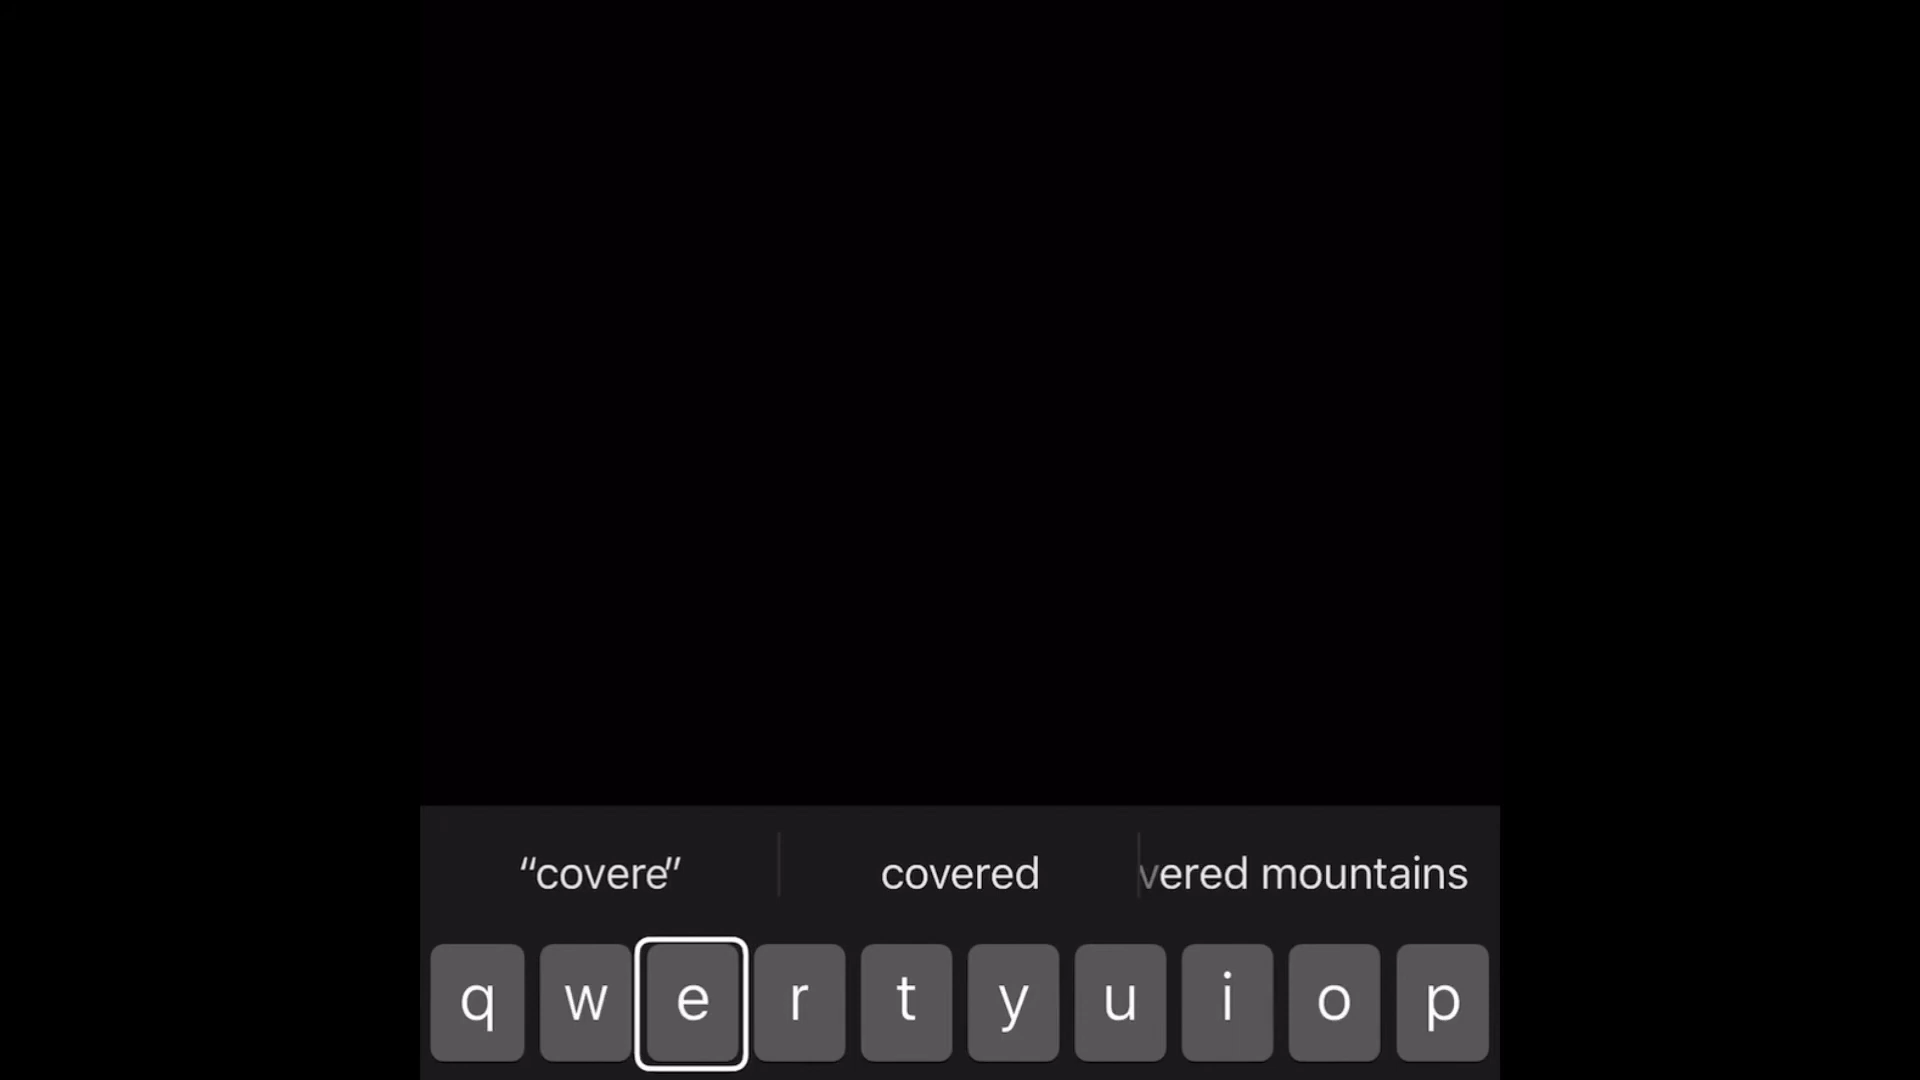 “covere” covered vered mountains
q w e r t y u i o p